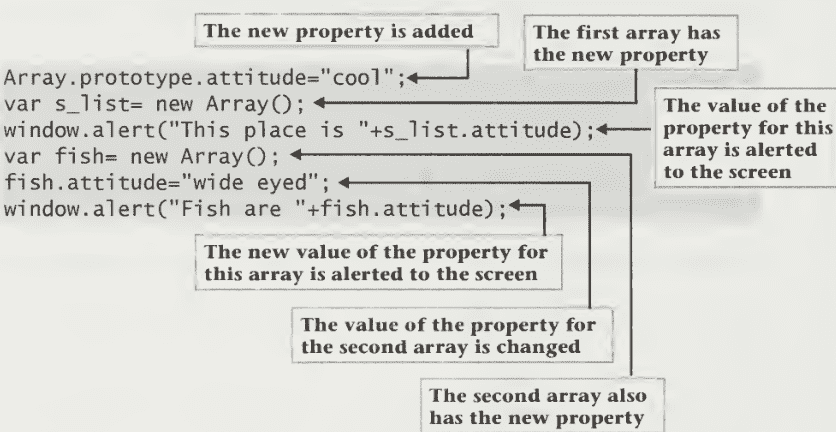 The new property is added
The first array has
the new property
Array.prototype.attitude="cool";
var s_list= new Array();
window.alert("This place is "+s_list.attitude);
var fish= new Array();
fish.attitude="wide eyed";
window.alert("Fish are "+fish.attitude);
The value of the
property for this
array is alerted
to the screen
The new value of the property for
this array is alerted to the screen
The value of the property for
the second array is changed
The second array also
has the new property